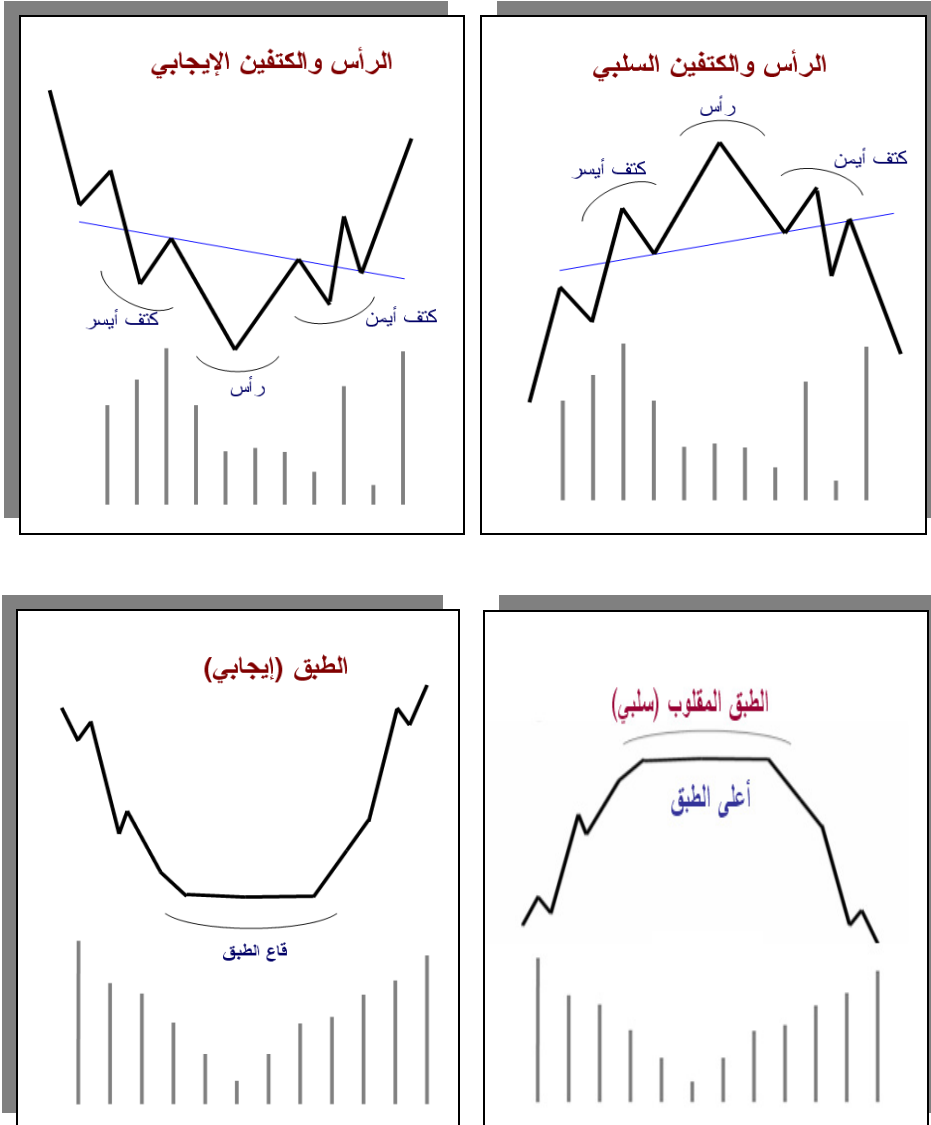 الرأس والكتفين السلبي
رأس
كتف أيسر
كتف أيمن
الرأس والكتفين الإيجابي
كتف أيسر
كتف أيمن
رأس
الطبق المقلوب (سلبي)
أعلى الطبق
الطبق (إيجابي)
قاع الطبق